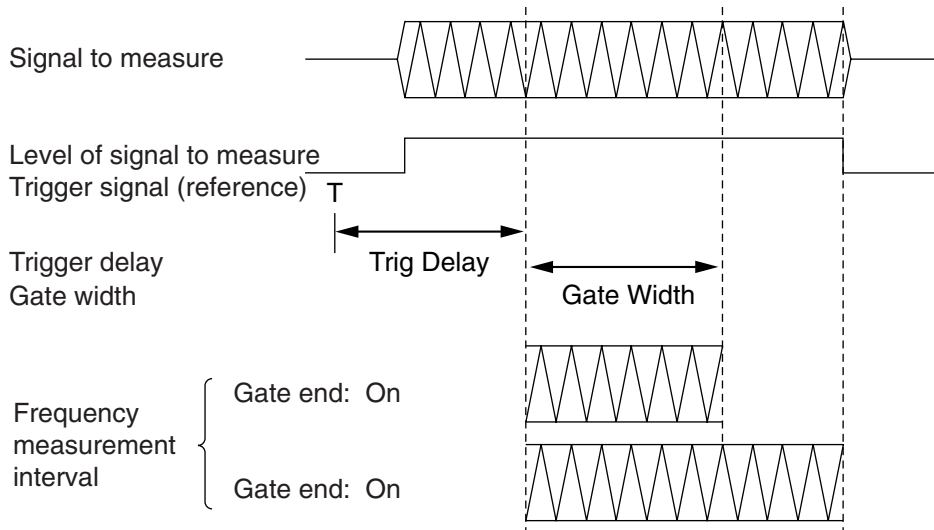 Signal to measure
Level of signal to measure
Trigger signal (reference)
T
Trigger delay
Trig Delay
Gate width
Gate Width
Frequency
measurement
interval
Gate end: On
Gate end: On